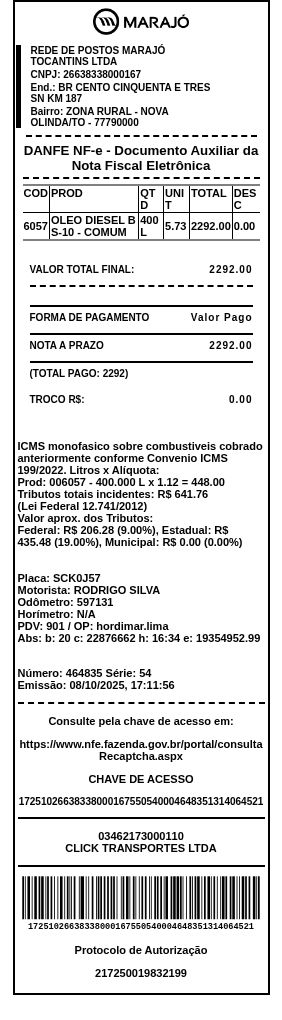 MARAJÓ
REDE DE POSTOS MARAJÓ
TOCANTINS LTDA
CNPJ: 26638338000167
End.: BR CENTO CINQUENTA E TRES
SN KM 187
Bairro: ZONA RURAL - NOVA
OLINDA/TO - 77790000
DANFE NF-e - Documento Auxiliar da
Nota Fiscal Eletrônica
COD PROD QT D UNI T TOTAL DES C
6057 OLEO DIESEL B S-10 - COMUM 400 L 5.73 2292.00 0.00
VALOR TOTAL FINAL: 2292.00
FORMA DE PAGAMENTO Valor Pago
NOTA A PRAZO 2292.00
(TOTAL PAGO: 2292)
TROCO R$: 0.00
ICMS monofasico sobre combustiveis cobrado
anteriormente conforme Convenio ICMS
199/2022. Litros x Alíquota:
Prod: 006057 - 400.000 L x 1.12 = 448.00
Tributos totais incidentes: R$ 641.76
(Lei Federal 12.741/2012)
Valor aprox. dos Tributos:
Federal: R$ 206.28 (9.00%), Estadual: R$
435.48 (19.00%), Municipal: R$ 0.00 (0.00%)
Placa: SCK0J57
Motorista: RODRIGO SILVA
Odômetro: 597131
Horímetro: N/A
PDV: 901 / OP: hordimar.lima
Abs: b: 20 c: 22876662 h: 16:34 e: 19354952.99
Número: 464835 Série: 54
Emissão: 08/10/2025, 17:11:56
Consulte pela chave de acesso em:
https://www.nfe.fazenda.gov.br/portal/consulta
Recaptcha.aspx
CHAVE DE ACESSO
17251026638338000167550540004648351314064521
03462173000110
CLICK TRANSPORTES LTDA
17251026638338000167550540004648351314064521
Protocolo de Autorização
217250019832199